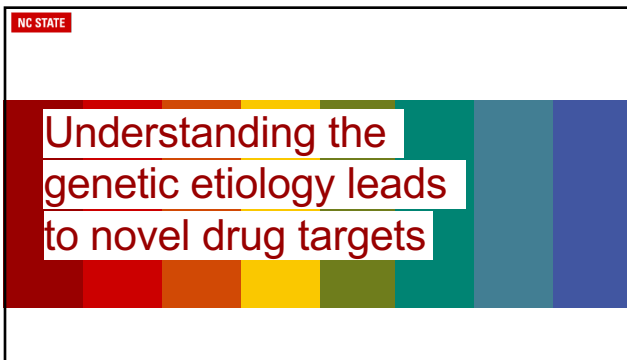 NC STATE
Understanding the
genetic etiology leads
to novel drug targets